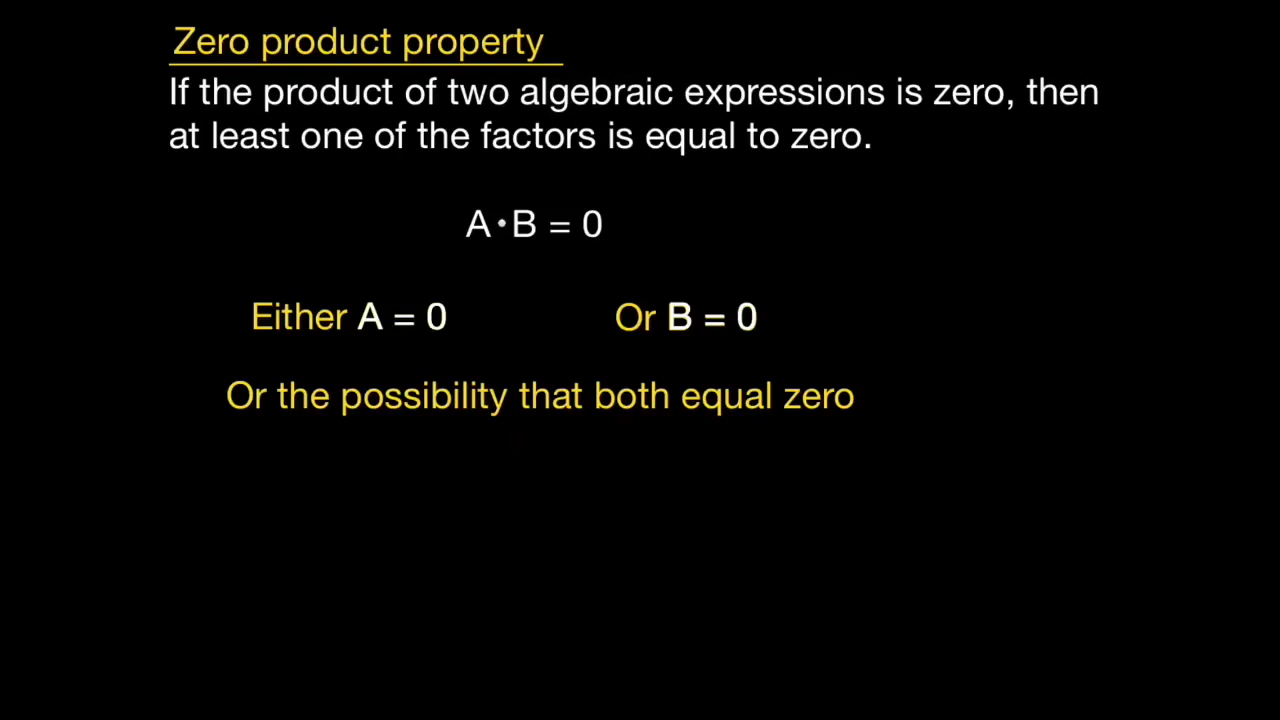 Zero product property
If the product of two algebraic expressions is zero, then
at least one of the factors is equal to zero.
A·B = 0
Either A = 0 Or B = 0
Or the possibility that both equal zero